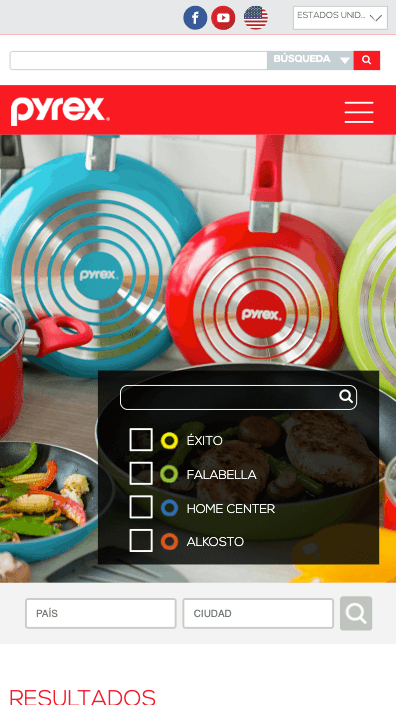 ESTADOS UNID..
BÚSQUEDA
pyrex®
pyrex
pyrex
ÉXITO
FALABELLA
HOME CENTER
ALKOSTO
PAÍS
CIUDAD
RESULTADOS